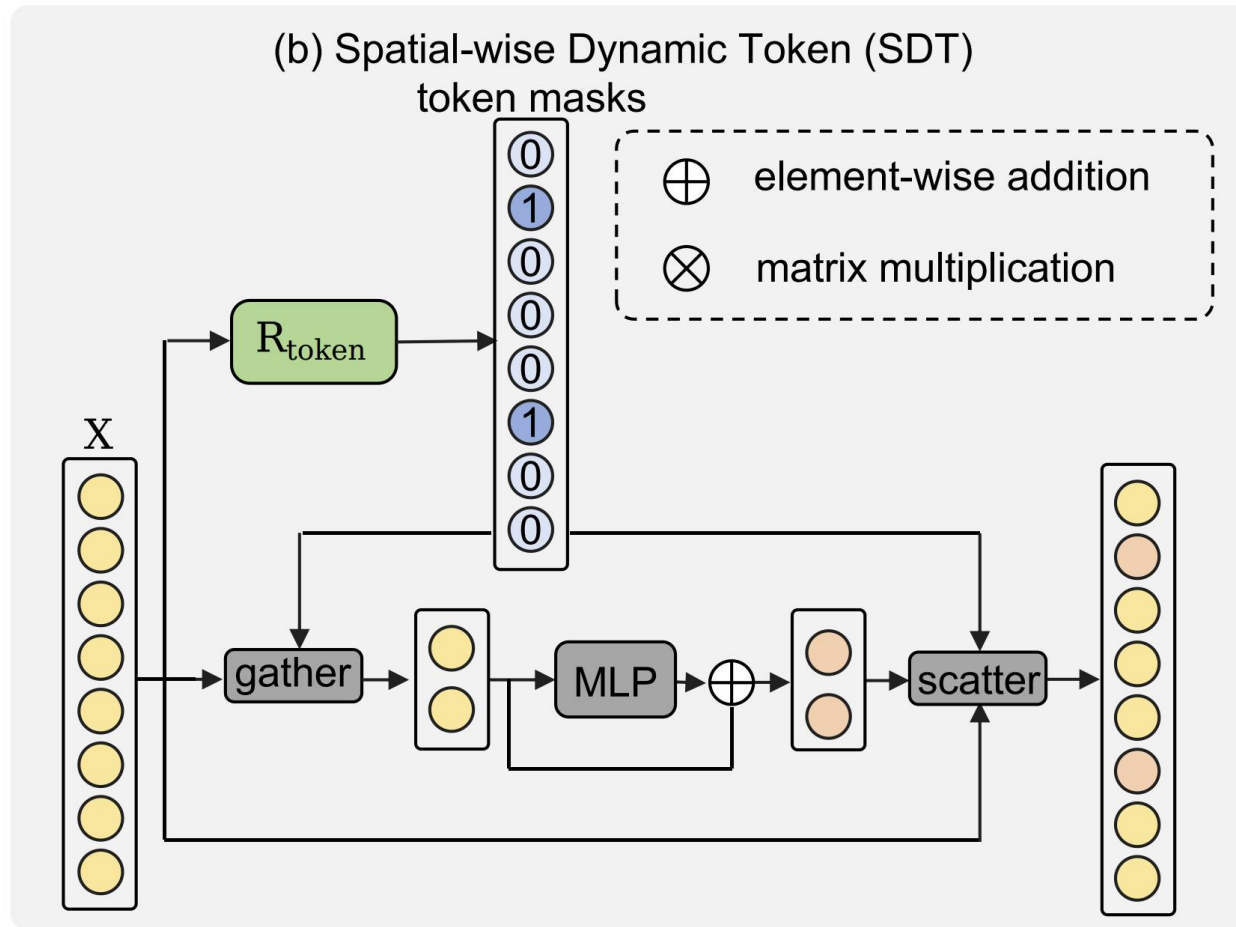 (b) Spatial-wise Dynamic Token (SDT)
token masks
0
1
0
0
0
1
0
0
element-wise addition
matrix multiplication
R_token
X
gather
MLP
scatter